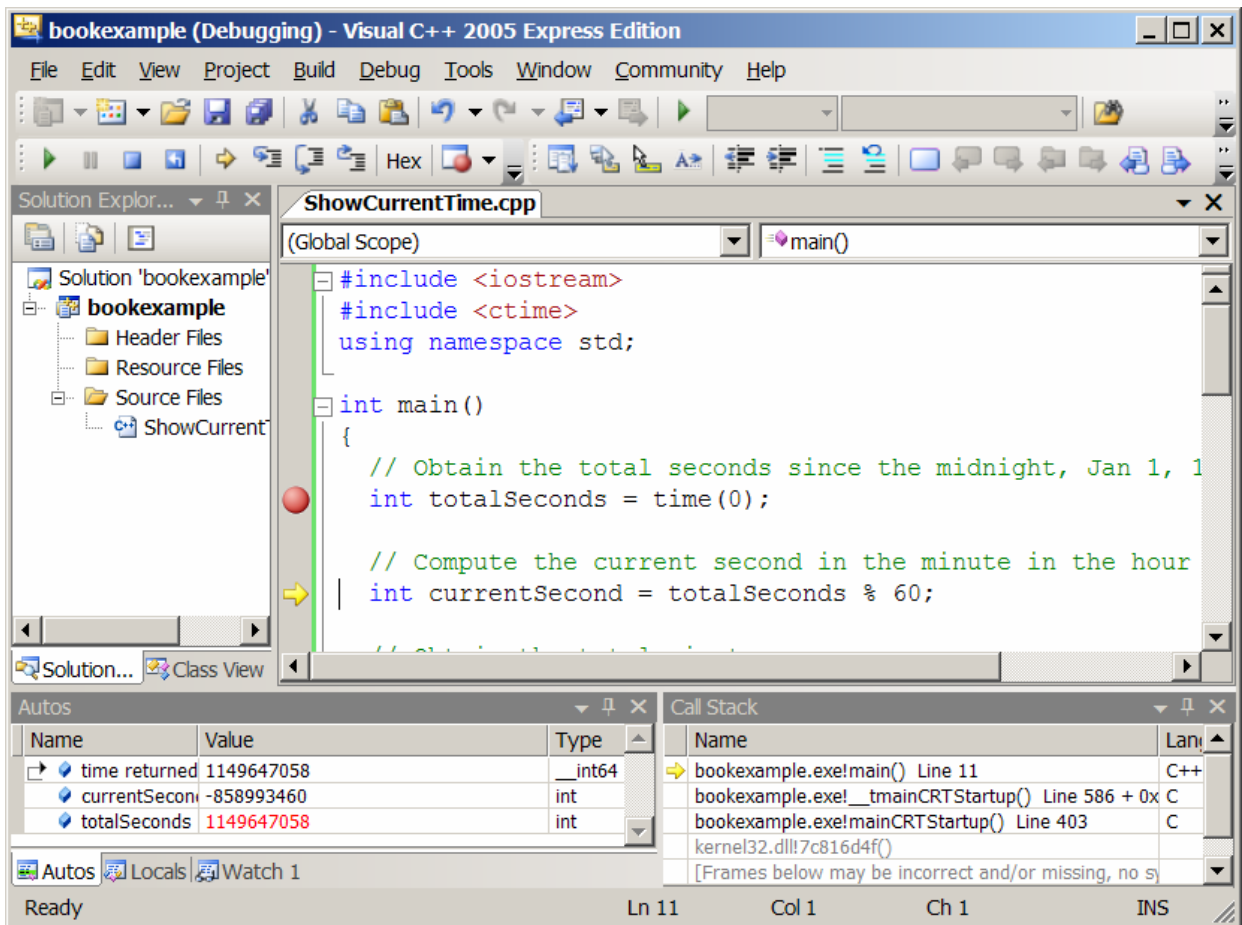 bookexample (Debugging) - Visual C++ 2005 Express Edition
File Edit View Project Build Debug Tools Window Community Help
Hex
Solution Explor...
ShowCurrentTime.cpp
(Global Scope)
main()
Solution 'bookexample'
bookexample
Header Files
Resource Files
Source Files
ShowCurrentT
#include <iostream>
#include <ctime>
using namespace std;
int main()
{
// Obtain the total seconds since the midnight, Jan 1, 1
int totalSeconds = time(0);
// Compute the current second in the minute in the hour
int currentSecond = totalSeconds % 60;
Solution... Class View
Autos
Name Value Type
time returned 1149647058 __int64
currentSecon -858993460 int
totalSeconds 1149647058 int
Autos Locals Watch 1
Call Stack
Name Lang
bookexample.exe!main() Line 11 C++
bookexample.exe!__tmainCRTStartup() Line 586 + 0x C
bookexample.exe!mainCRTStartup() Line 403 C
kernel32.dll!7c816d4f()
[Frames below may be incorrect and/or missing, no sy
Ready Ln 11 Col 1 Ch 1 INS